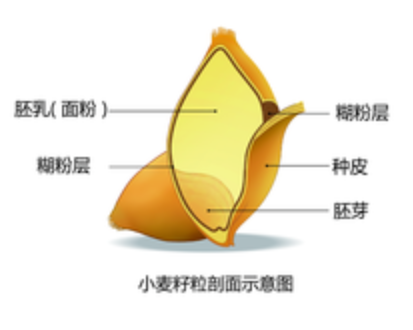 胚乳( 面粉 )
糊粉层
糊粉层
种皮
胚芽
小麦籽粒剖面示意图